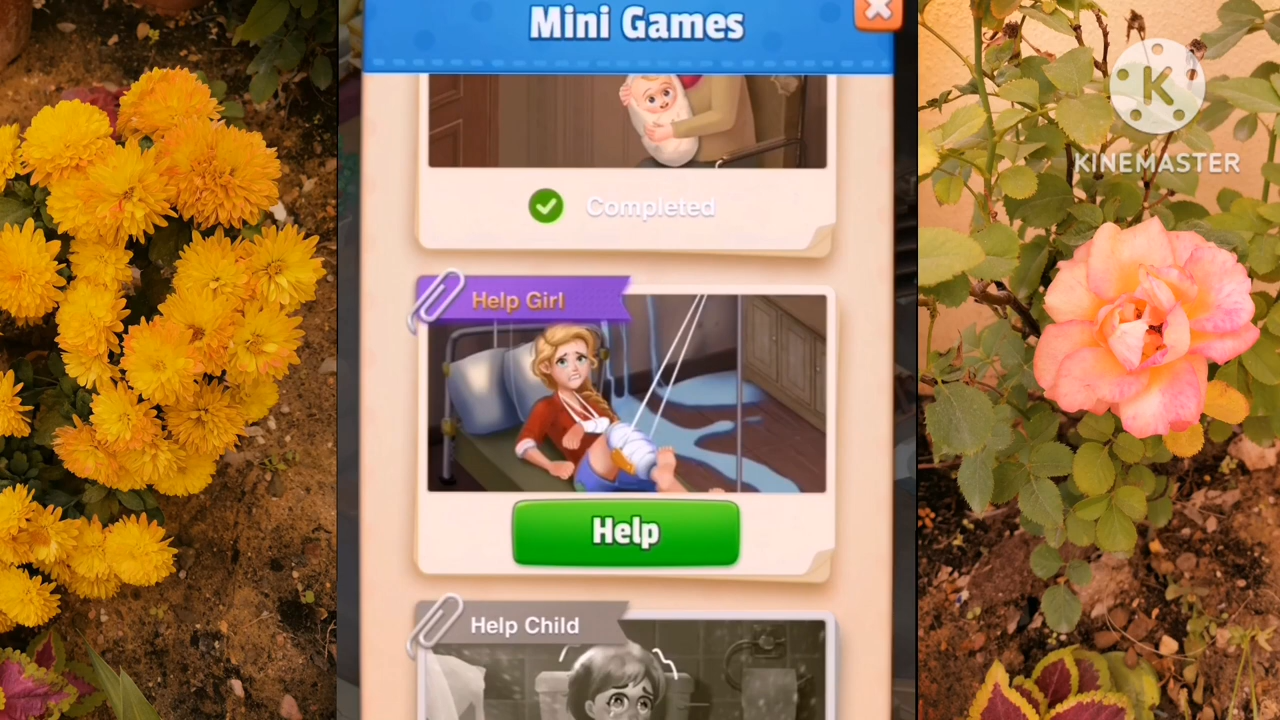 Mini Games
Completed
Help Girl
Help
Help Child
K
KINEMASTER